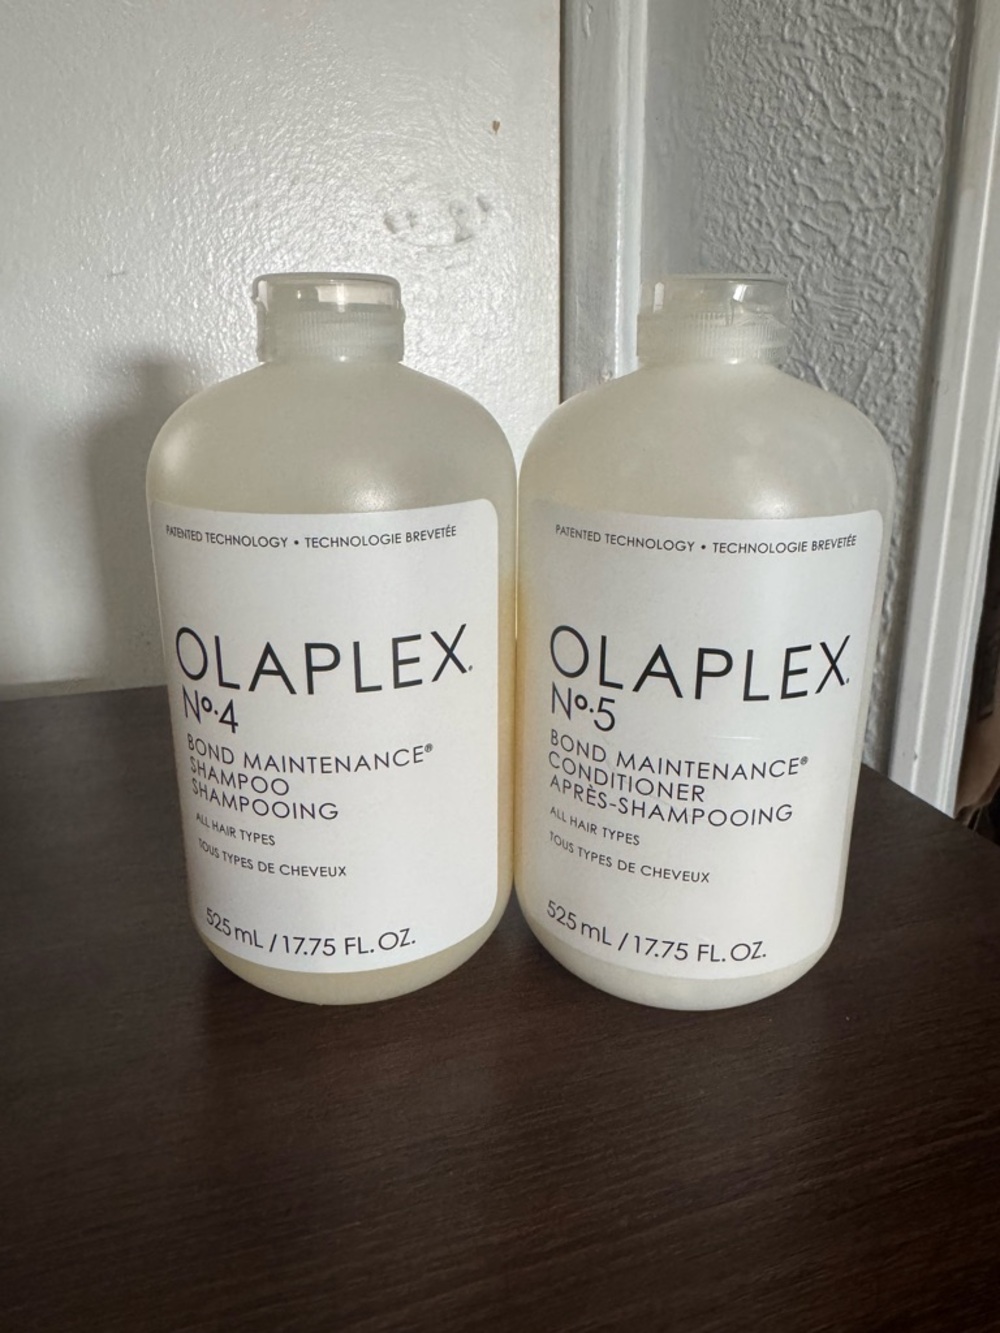 PATENTED TECHNOLOGY • TECHNOLOGIE BREVETÉE
OLAPLEX.
Nº.4
BOND MAINTENANCE®
SHAMPOO
SHAMPOOING
ALL HAIR TYPES
TOUS TYPES DE CHEVEUX
525 mL / 17.75 FL. OZ.
PATENTED TECHNOLOGY • TECHNOLOGIE BREVETÉE
OLAPLEX.
Nº.5
BOND MAINTENANCE®
CONDITIONER
APRÈS-SHAMPOOING
ALL HAIR TYPES
TOUS TYPES DE CHEVEUX
525 mL / 17.75 FL. OZ.